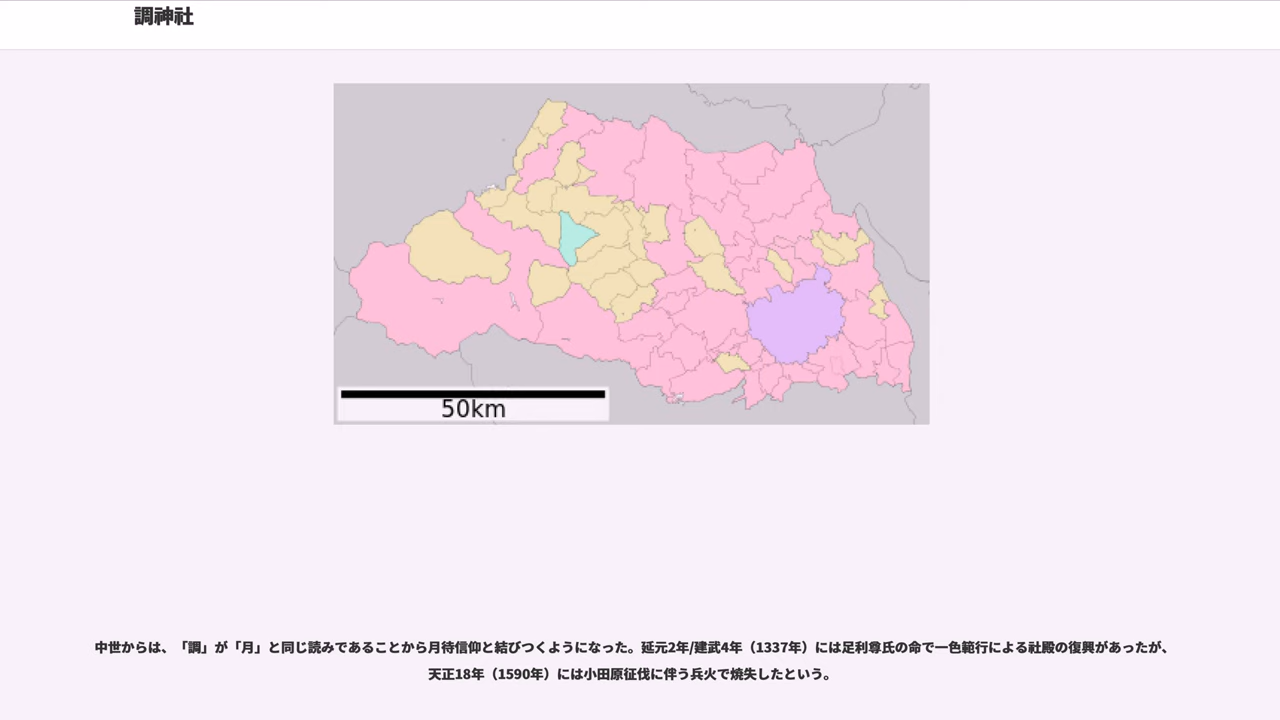 調神社
50km
中世からは、「調」が「月」と同じ読みであることから月待信仰と結びつくようになった。延元2年/建武4年（1337年）には足利尊氏の命で一色範行による社殿の復興があったが、
天正18年（1590年）には小田原征伐に伴う兵火で焼失したという。